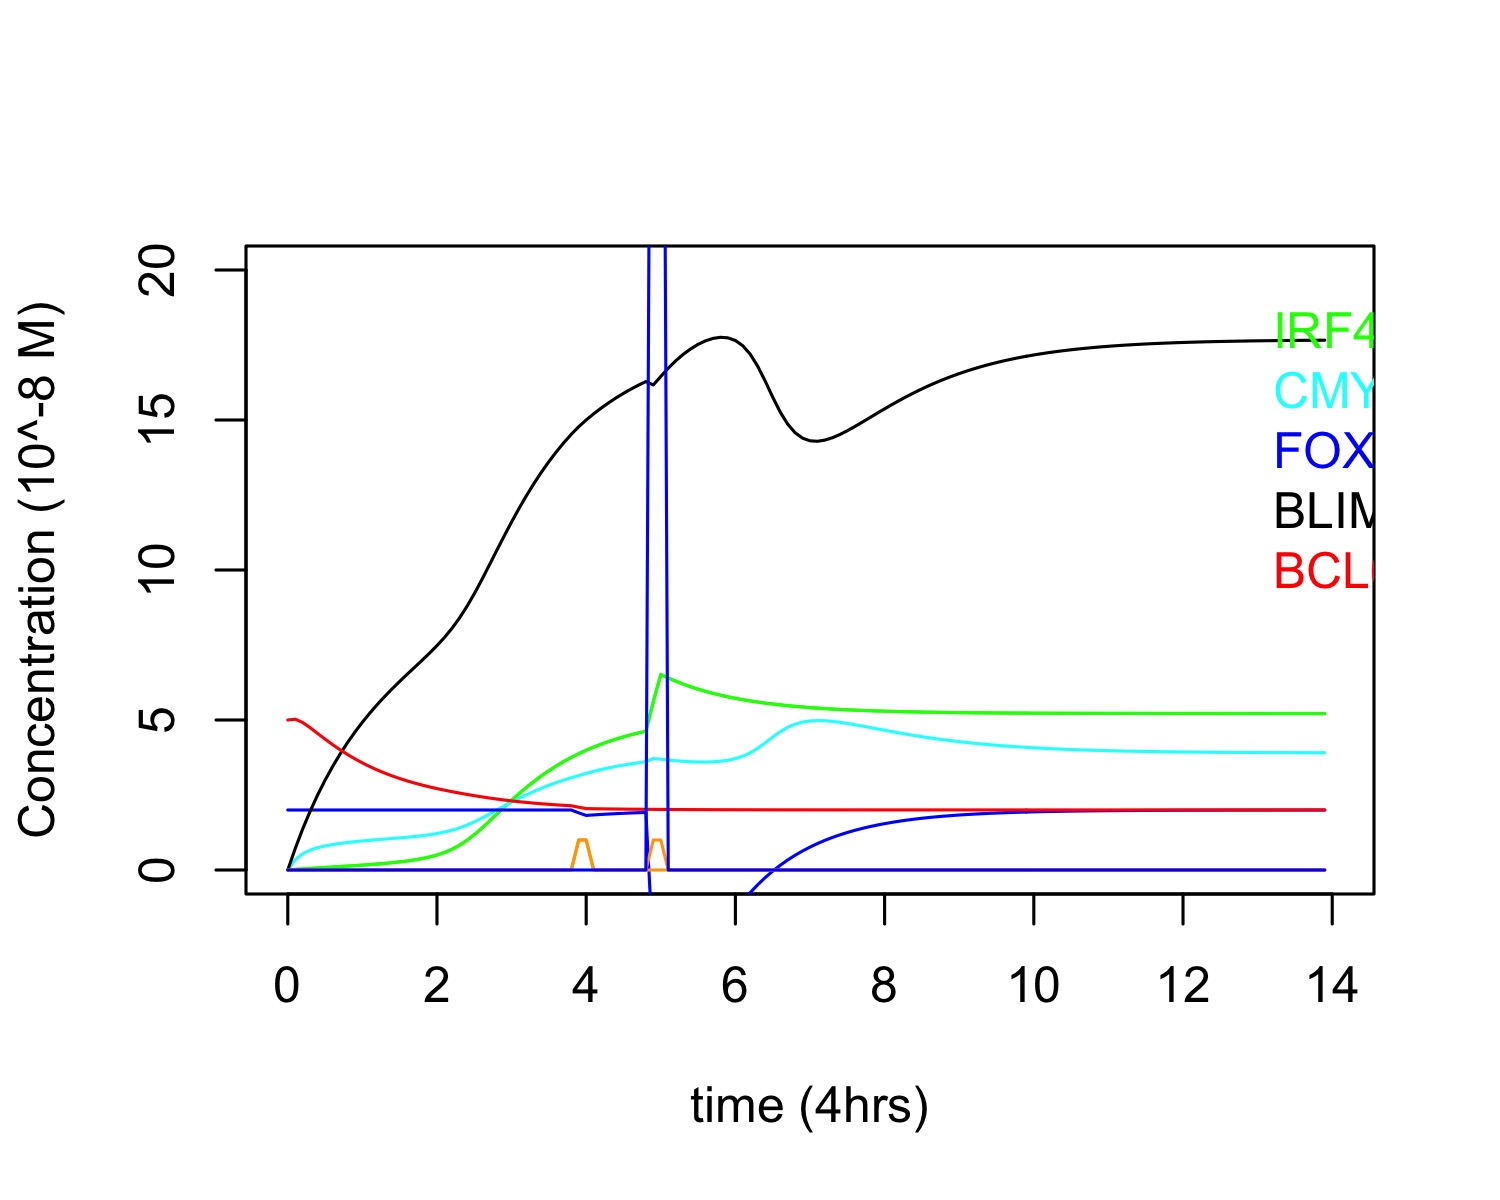 Concentration (10^-8 M)
20
15
10
5
0
IRF4
CMY
FOX
BLIM
BCL
0 2 4 6 8 10 12 14
time (4hrs)